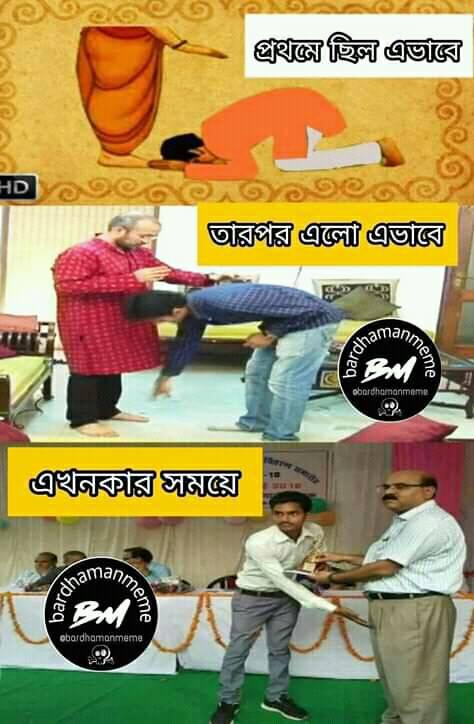 প্রথমে ছিল এভাবে
HD
তারপর এলো এভাবে
bardhamanmeme
BM
@bardhamanmeme
এখনকার সময়ে
bardhamanmeme
BM
@bardhamanmeme